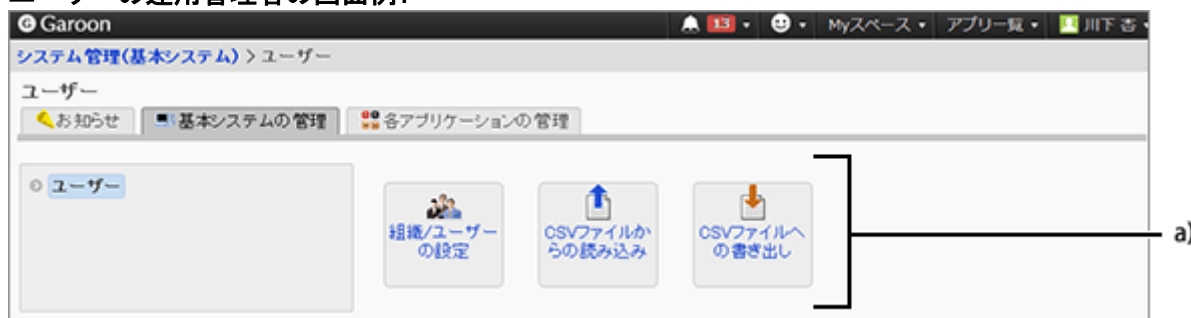 ユーザーの運用管理者の画面例:
Garoon 13 Myスペース アプリ一覧 川下 杏
システム管理(基本システム) > ユーザー
ユーザー
お知らせ 基本システムの管理 各アプリケーションの管理
ユーザー
組織/ユーザー
の設定
CSVファイルか
らの読み込み
CSVファイルへ
の書き出し
a)